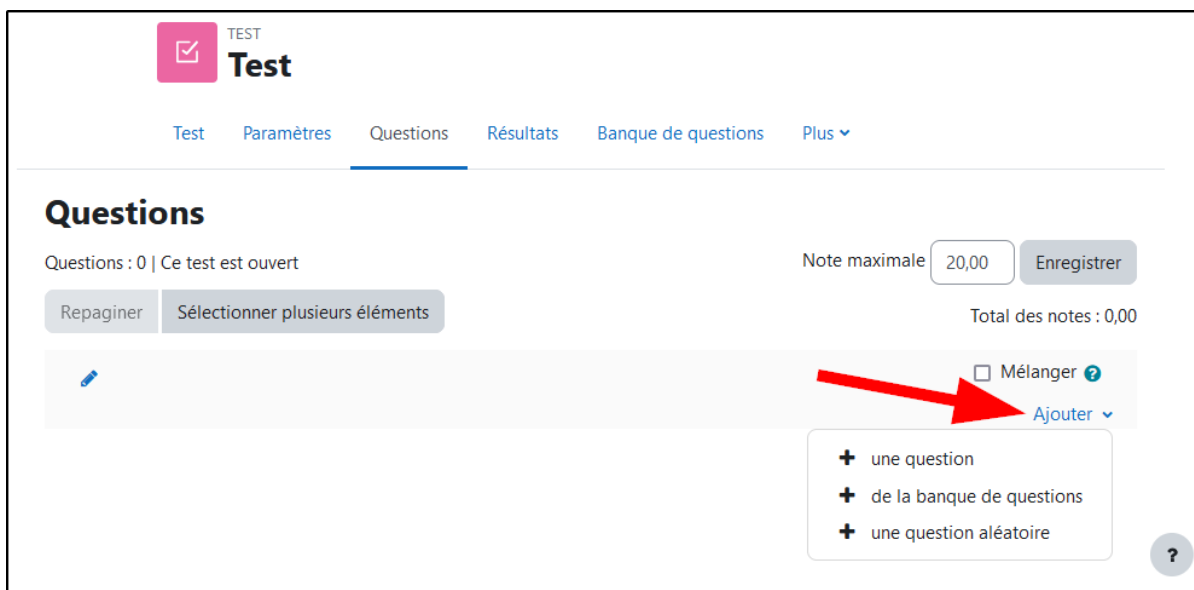 TEST
Test
Test Paramètres Questions Résultats Banque de questions Plus
Questions
Questions : 0 | Ce test est ouvert
Note maximale 20,00 Enregistrer
Repaginer Sélectionner plusieurs éléments
Total des notes : 0,00
Mélanger ?
Ajouter
une question
de la banque de questions
une question aléatoire
?